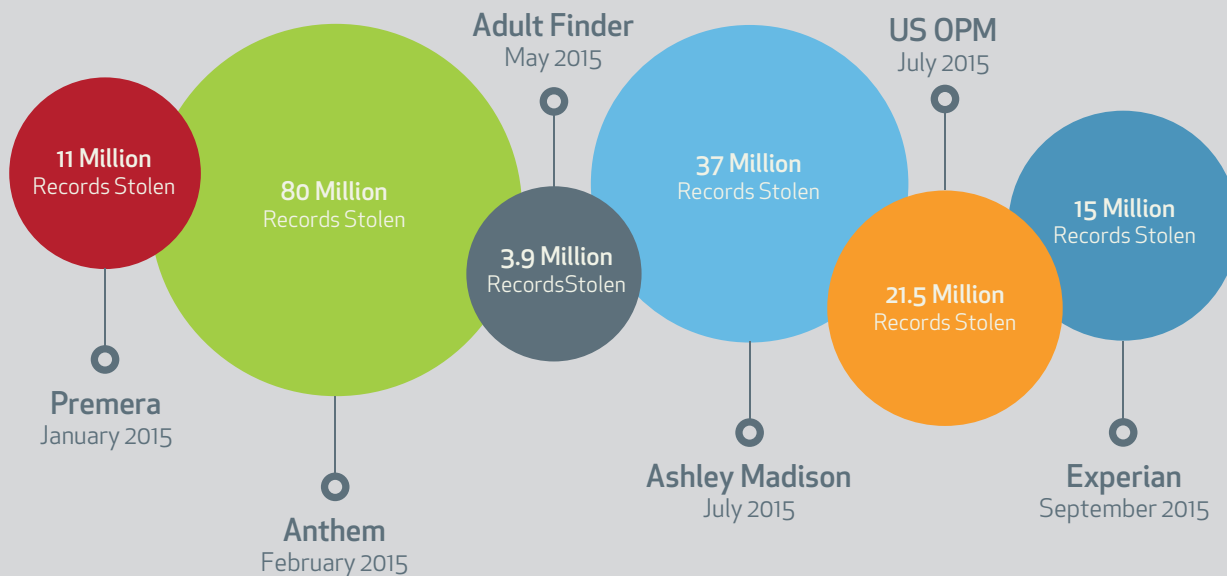 11 Million
Records Stolen
Premera
January 2015
80 Million
Records Stolen
Anthem
February 2015
Adult Finder
May 2015
3.9 Million
RecordsStolen
37 Million
Records Stolen
Ashley Madison
July 2015
US OPM
July 2015
21.5 Million
Records Stolen
15 Million
Records Stolen
Experian
September 2015